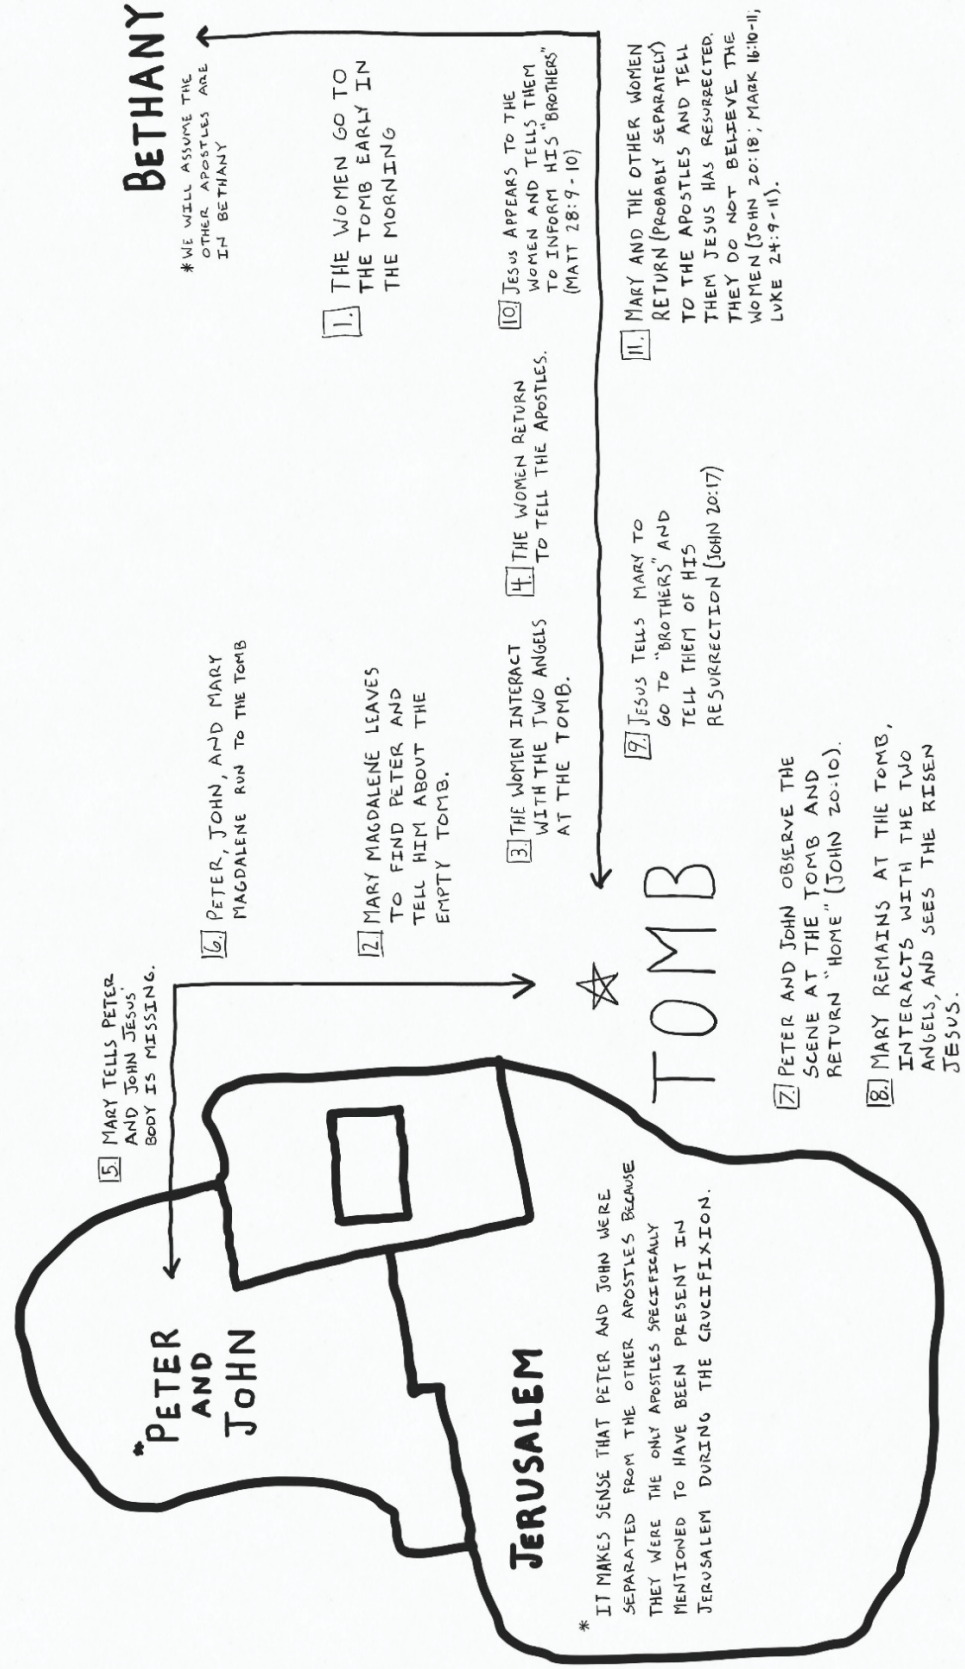 BETHANY
*WE WILL ASSUME THE
OTHER APOSTLES ARE
IN BETHANY
1. THE WOMEN GO TO
THE TOMB EARLY IN
THE MORNING
10. JESUS APPEARS TO THE
WOMEN AND TELLS THEM
TO INFORM HIS "BROTHERS"
(MATT 28:9-10)
11. MARY AND THE OTHER WOMEN
RETURN (PROBABLY SEPARATELY)
TO THE APOSTLES AND TELL
THEM JESUS HAS RESURRECTED.
THEY DO NOT BELIEVE THE
WOMEN (JOHN 20:18; MARK 16:10-11;
LUKE 24:9-11).
4. THE WOMEN RETURN
TO TELL THE APOSTLES.
6. PETER, JOHN, AND MARY
MAGDALENE RUN TO THE TOMB
2. MARY MAGDALENE LEAVES
TO FIND PETER AND
TELL HIM ABOUT THE
EMPTY TOMB.
3. THE WOMEN INTERACT
WITH THE TWO ANGELS
AT THE TOMB.
9. JESUS TELLS MARY TO
GO TO "BROTHERS" AND
TELL THEM OF HIS
RESURRECTION (JOHN 20:17)
5. MARY TELLS PETER
AND JOHN JESUS'
BODY IS MISSING.
TOMB
7. PETER AND JOHN OBSERVE THE
SCENE AT THE TOMB AND
RETURN "HOME" (JOHN 20:10).
8. MARY REMAINS AT THE TOMB,
INTERACTS WITH THE TWO
ANGELS, AND SEES THE RISEN
JESUS.
*PETER
AND
JOHN
JERUSALEM
* IT MAKES SENSE THAT PETER AND JOHN WERE
SEPARATED FROM THE OTHER APOSTLES BECAUSE
THEY WERE THE ONLY APOSTLES SPECIFICALLY
MENTIONED TO HAVE BEEN PRESENT IN
JERUSALEM DURING THE CRUCIFIXION.